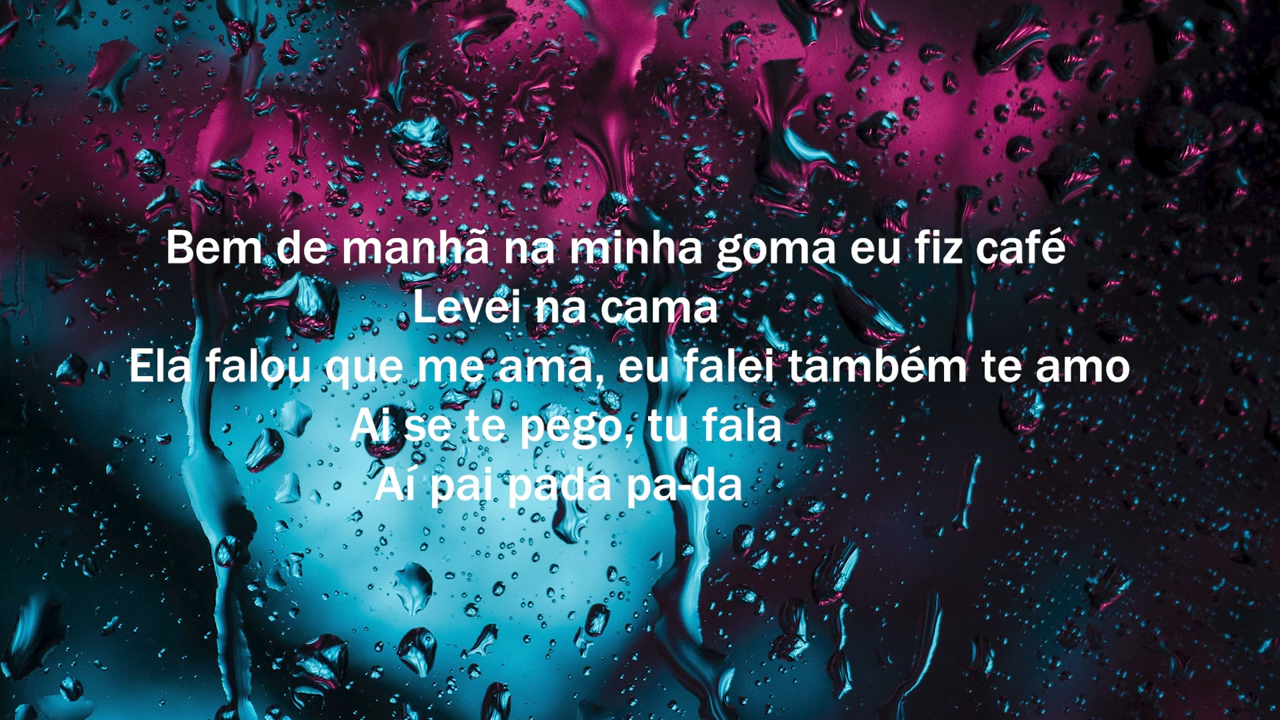 Bem de manhã na minha goma eu fiz café
Levei na cama
Ela falou que me ama, eu falei também te amo
Ai se te pego, tu fala
Aí pai pada pa-da